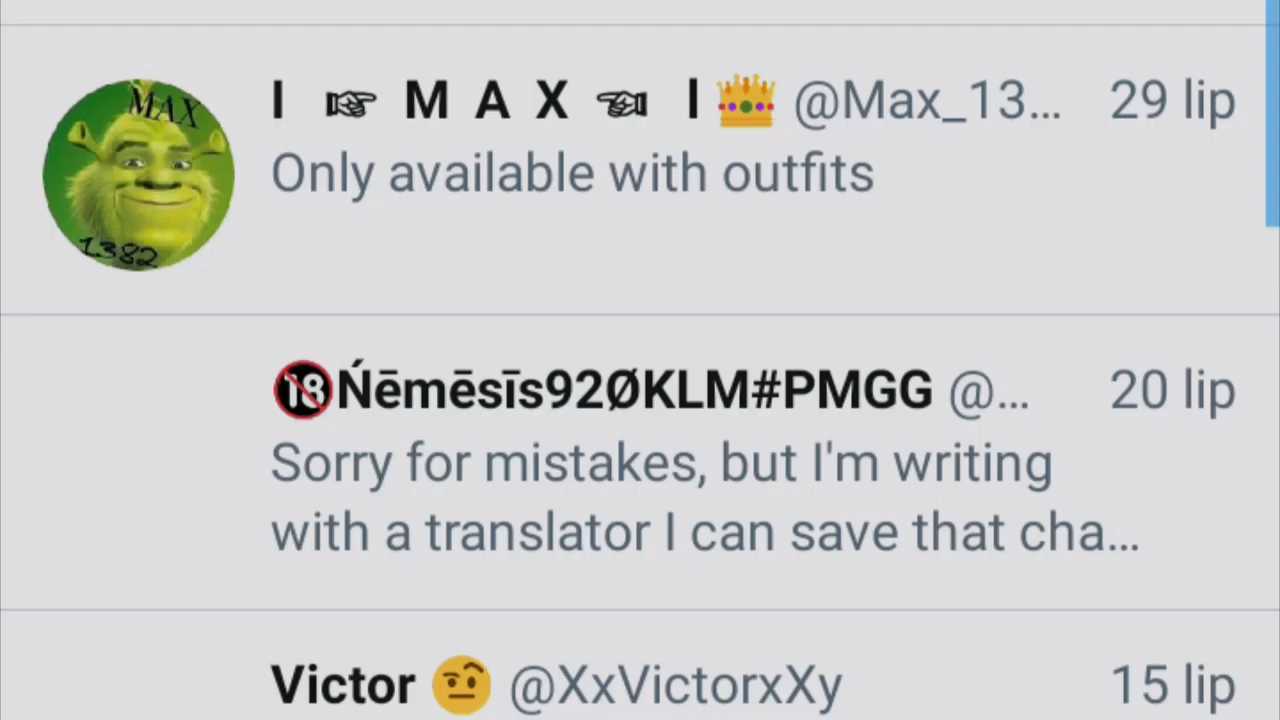 MAX
1382
I ☞ M A X ☜ I👑 @Max_13... 29 lip
Only available with outfits
🔞Ńēmēsīs92ØKLM#PMGG @... 20 lip
Sorry for mistakes, but I'm writing
with a translator I can save that cha...
Victor 🤨 @XxVictorxXy 15 lip